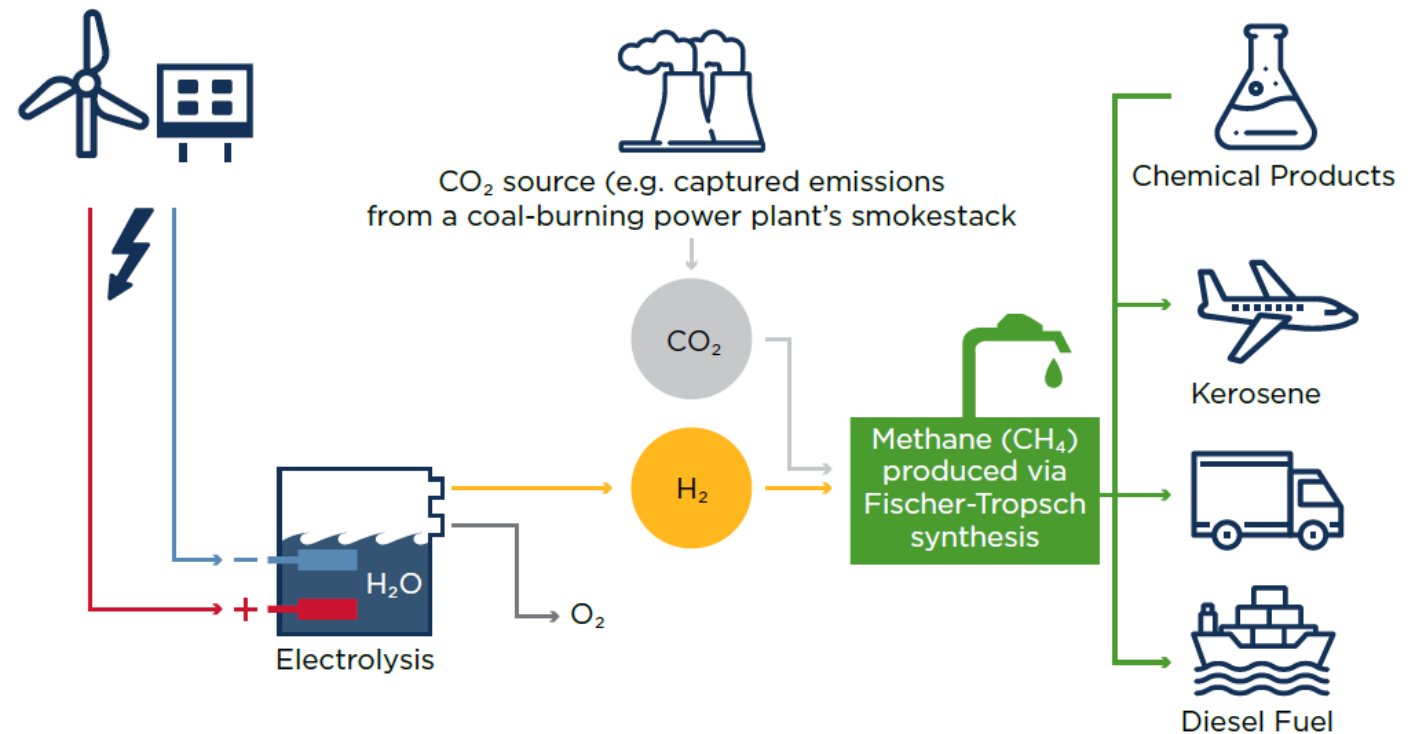 CO₂ source (e.g. captured emissions
from a coal-burning power plant's smokestack
CO₂
H₂
H₂O
−
+
O₂
Electrolysis
Methane (CH₄)
produced via
Fischer-Tropsch
synthesis
Chemical Products
Kerosene
Diesel Fuel